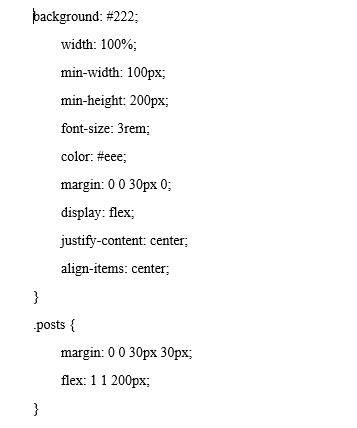 background: #222;
width: 100%;
min-width: 100px;
min-height: 200px;
font-size: 3rem;
color: #eee;
margin: 0 0 30px 0;
display: flex;
justify-content: center;
align-items: center;
}
.posts {
margin: 0 0 30px 30px;
flex: 1 1 200px;
}